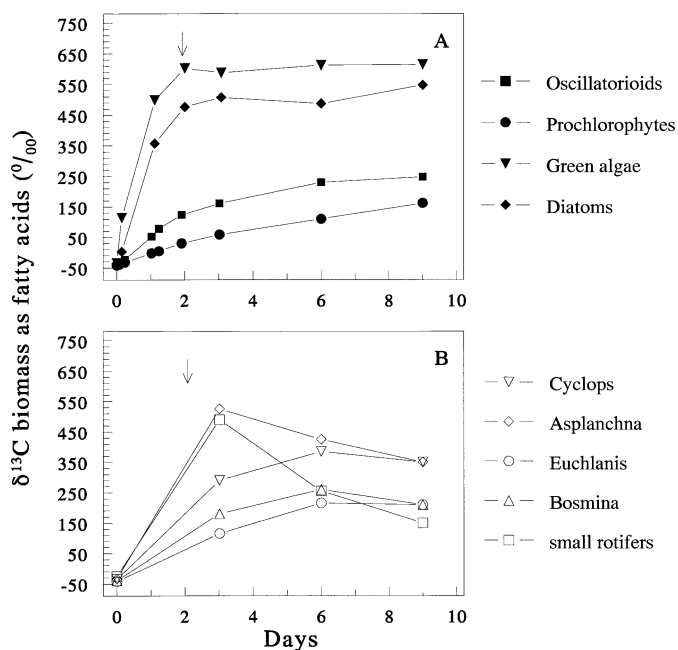 δ13C biomass as fatty acids (0/00)
A
750
650
550
450
350
250
150
50
-50
0
2
4
6
8
10
Oscillatorioids
Prochlorophytes
Green algae
Diatoms
B
750
650
550
450
350
250
150
50
-50
0
2
4
6
8
10
Days
Cyclops
Asplanchna
Euchlanis
Bosmina
small rotifers